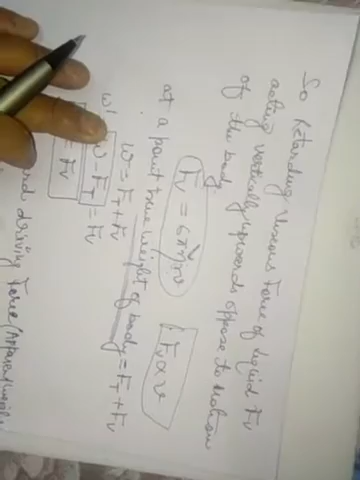 So Retarding viscous Force of liquid Fv
acting vertically upwards oppose to Motion
of the body
Fv = 6πηrv
Fv ∝ v
at a point true weight of body = FT + Fv
W = FT + Fv
W - FT = Fv
W' = Fv
and driving Force (Apparent